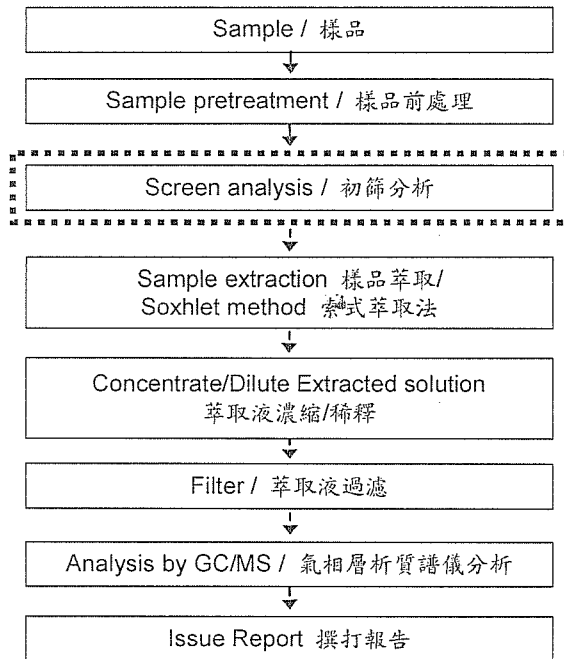 Sample / 樣品
Sample pretreatment / 樣品前處理
Screen analysis / 初篩分析
Sample extraction 樣品萃取/
Soxhlet method 索式萃取法
Concentrate/Dilute Extracted solution
萃取液濃縮/稀釋
Filter / 萃取液過濾
Analysis by GC/MS / 氣相層析質譜儀分析
Issue Report 撰打報告